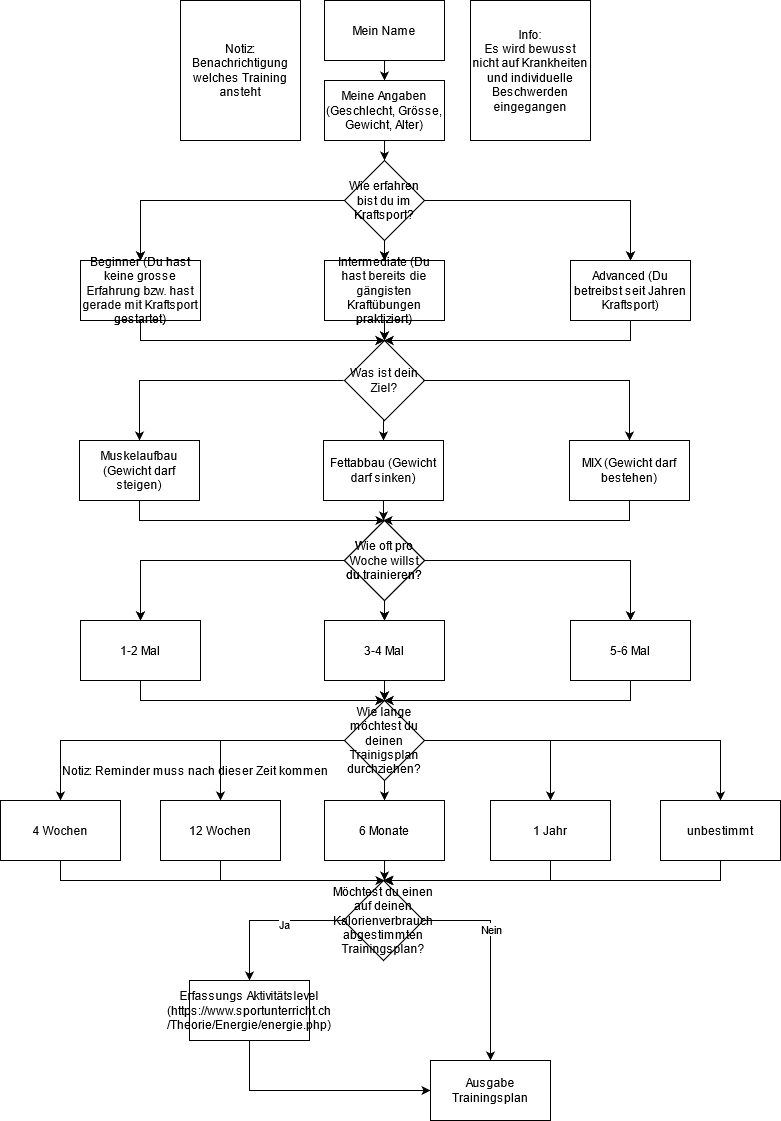 Notiz:
Benachrichtigung
welches Training
ansteht
Mein Name
Info:
Es wird bewusst
nicht auf Krankheiten
und individuelle
Beschwerden
eingegangen
Meine Angaben
(Geschlecht, Grösse,
Gewicht, Alter)
Wie erfahren
bist du im
Kraftsport?
Beginner (Du hast
keine grosse
Erfahrung bzw. hast
gerade mit Kraftsport
gestartet)
Intermediate (Du
hast bereits die
gängisten
Kraftübungen
praktiziert)
Advanced (Du
betreibst seit Jahren
Kraftsport)
Was ist dein
Ziel?
Muskelaufbau
(Gewicht darf
steigen)
Fettabbau (Gewicht
darf sinken)
MIX (Gewicht darf
bestehen)
Wie oft pro
Woche willst
du trainieren?
1-2 Mal
3-4 Mal
5-6 Mal
Wie lange
möchtest du
deinen
Trainigsplan
durchziehen?
Notiz: Reminder muss nach dieser Zeit kommen
4 Wochen
12 Wochen
6 Monate
1 Jahr
unbestimmt
Möchtest du einen
auf deinen
Kalorienverbrauch
abgestimmten
Trainingsplan?
Ja
Nein
Erfassungs Aktivitätslevel
(https://www.sportunterricht.ch
/Theorie/Energie/energie.php)
Ausgabe
Trainingsplan